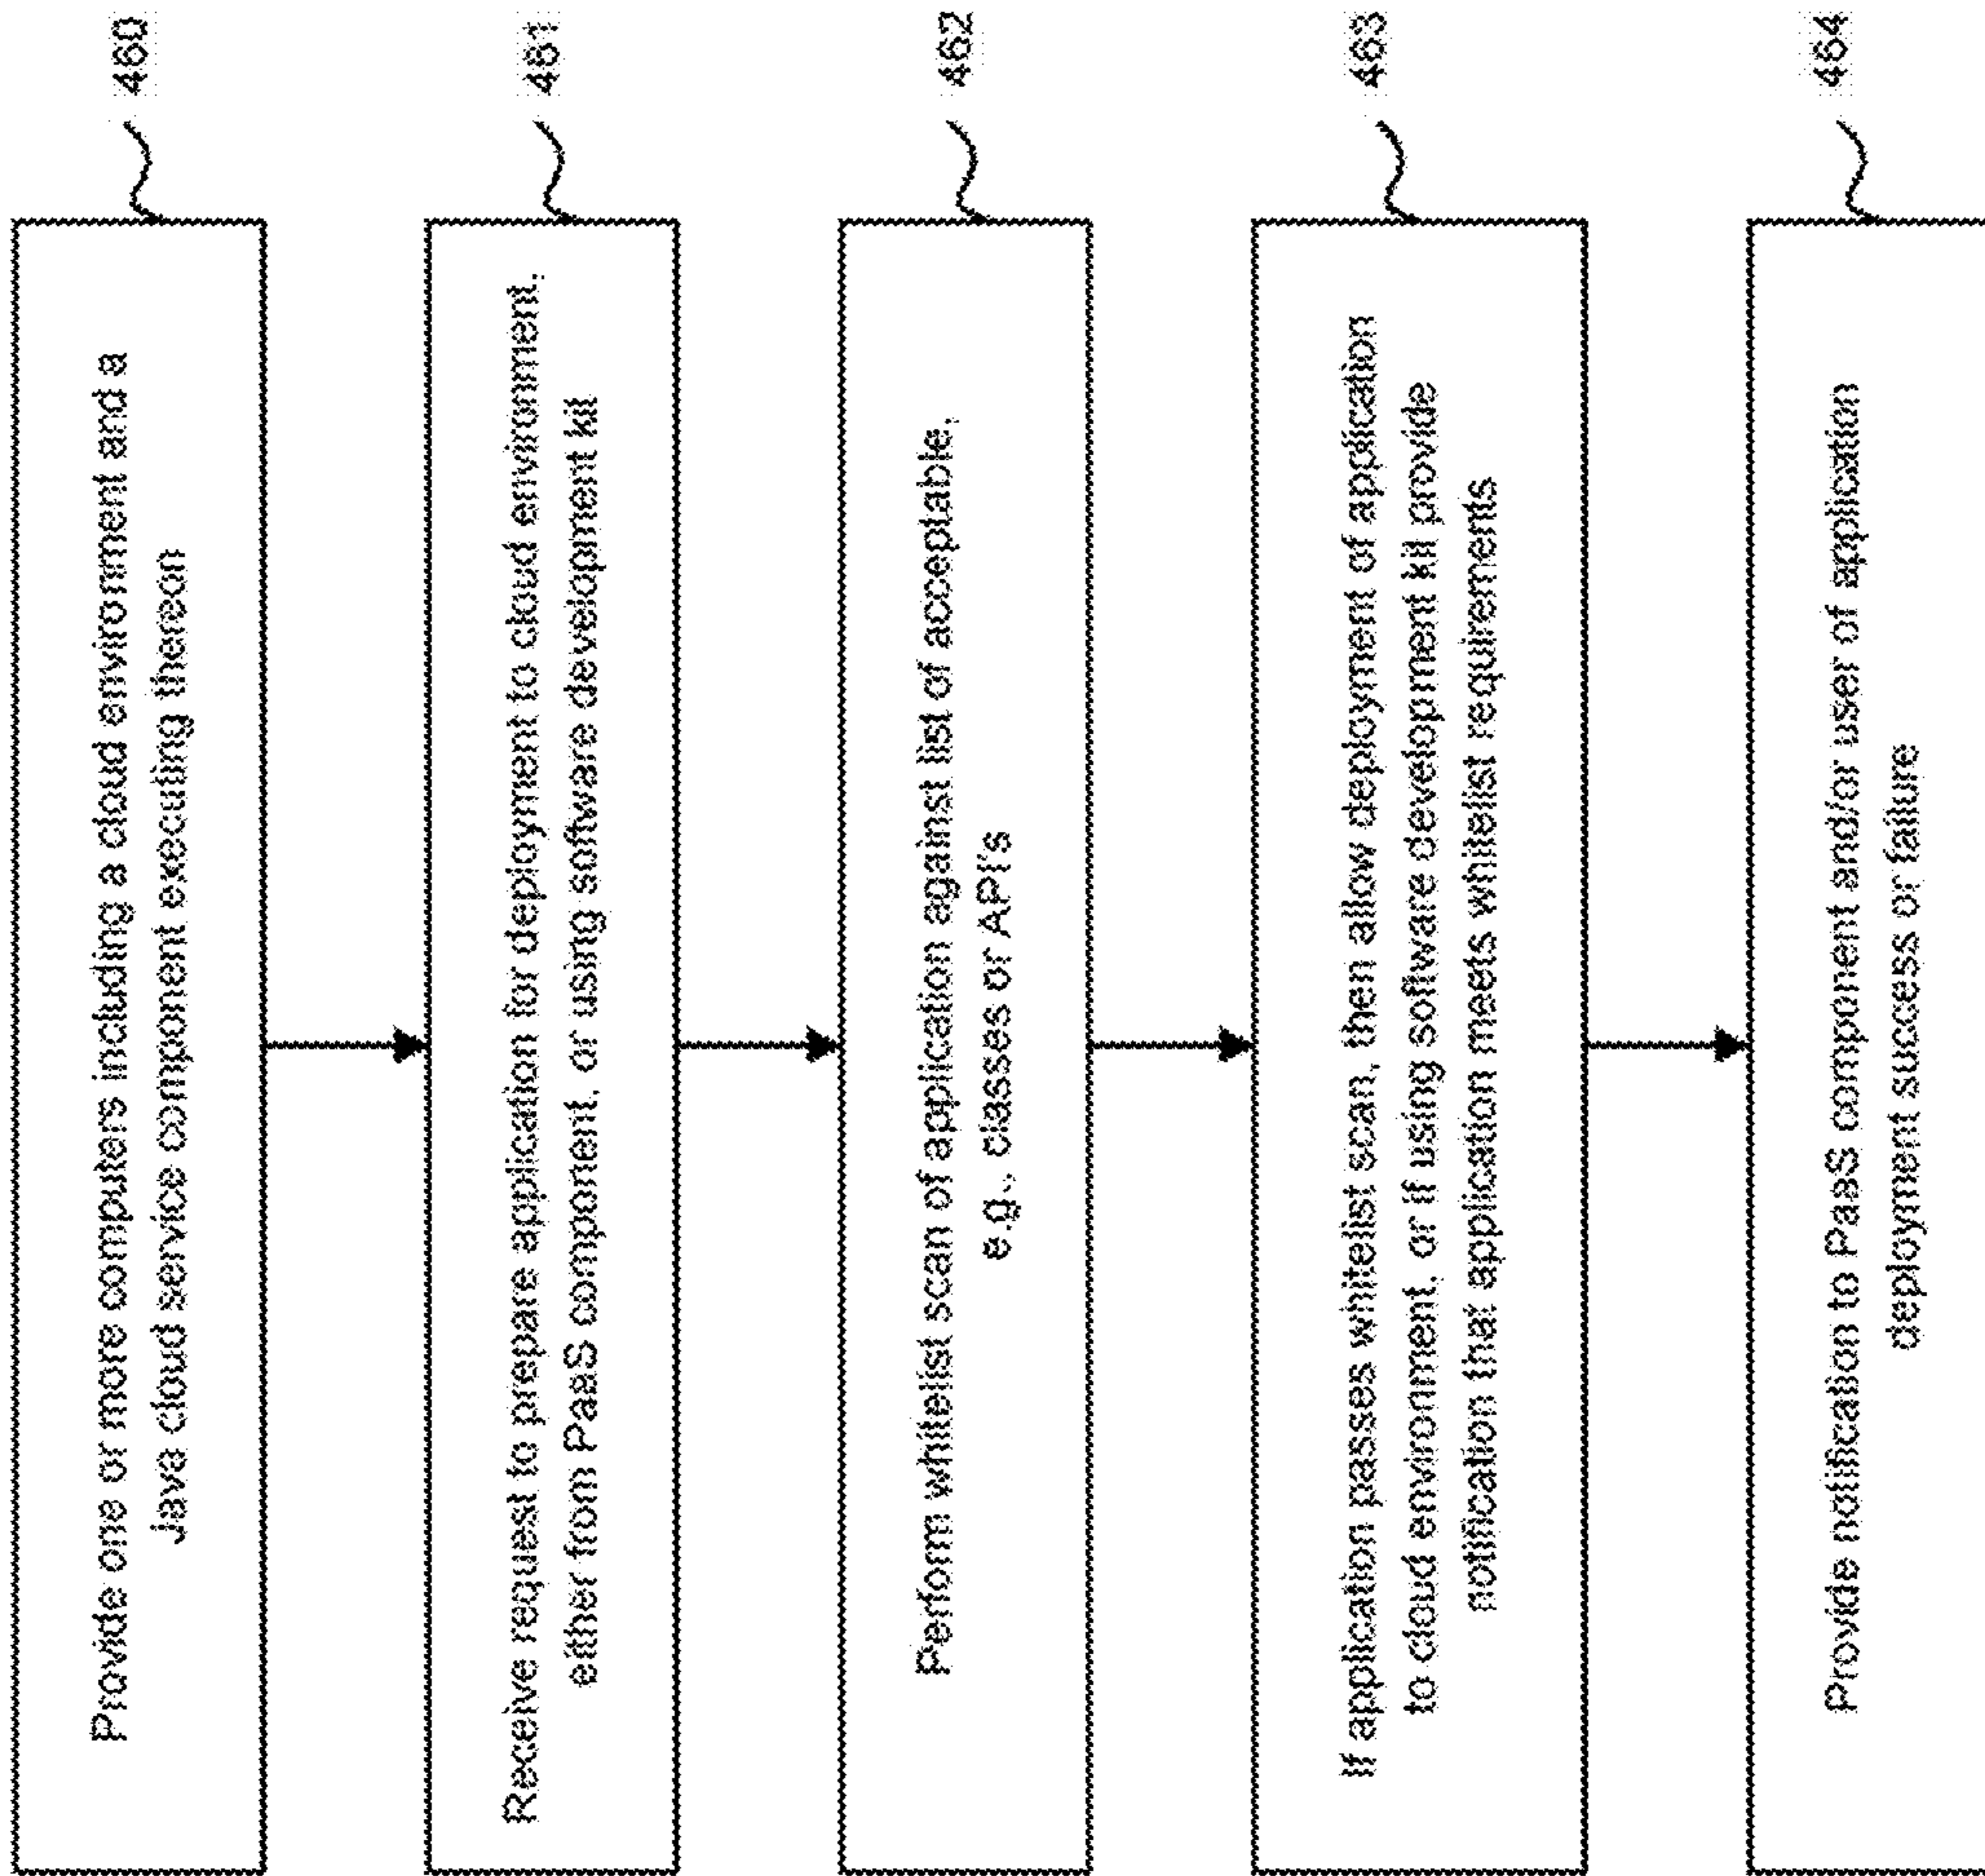 Provide one or more computers including a cloud environment and a
Java cloud service component executing thereon
460
Receive request to prepare application for deployment to cloud environment,
either from PaaS component, or using software development kit
461
Perform whitelist scan of application against list of acceptable,
e.g., classes or API's
462
If application passes whitelist scan, then allow deployment of application
to cloud environment, or if using software development kit provide
notification that application meets whitelist requirements
463
Provide notification to PaaS component and/or user of application
deployment success or failure
464